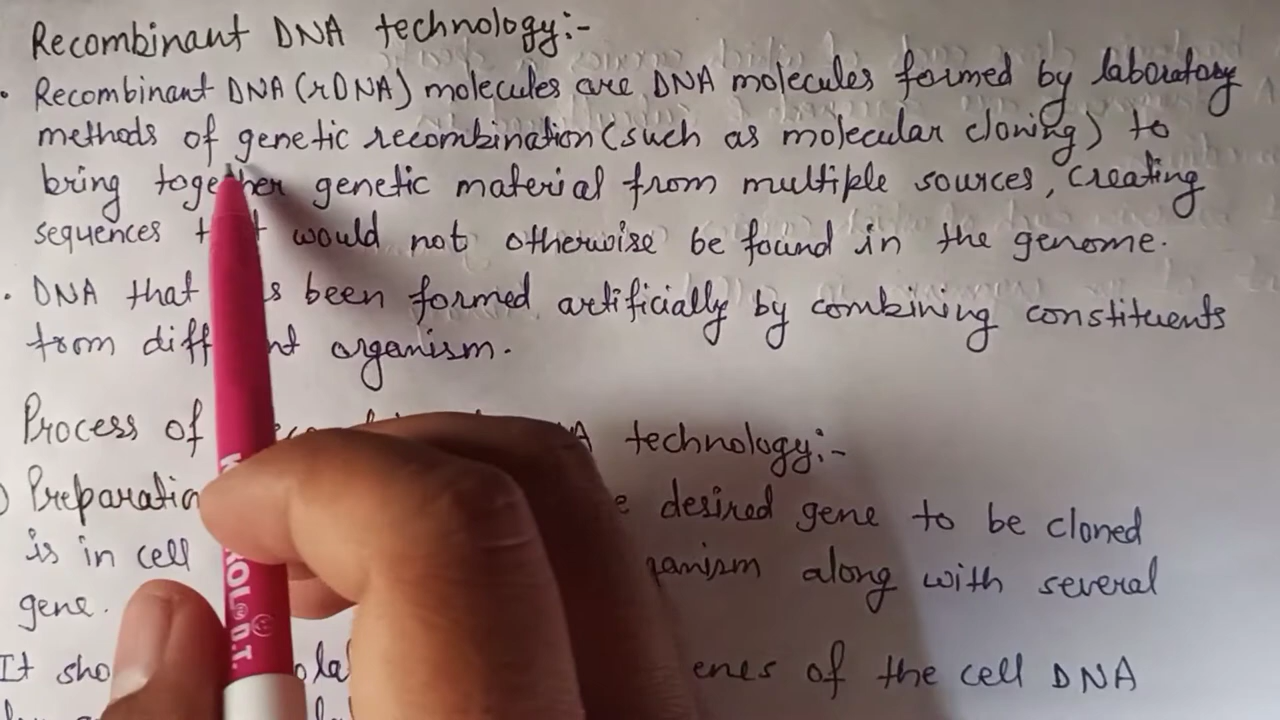 Recombinant DNA technology:-
• Recombinant DNA (rDNA) molecules are DNA molecules formed by laboratory
methods of genetic recombination (such as molecular cloning) to
bring together genetic material from multiple sources, creating
sequences would not otherwise be found in the genome.
• DNA that been formed artificially by combining constituents
from organism.
Process of technology:-
desired gene to be cloned
is in cell along with several
gene.
It of the cell DNA